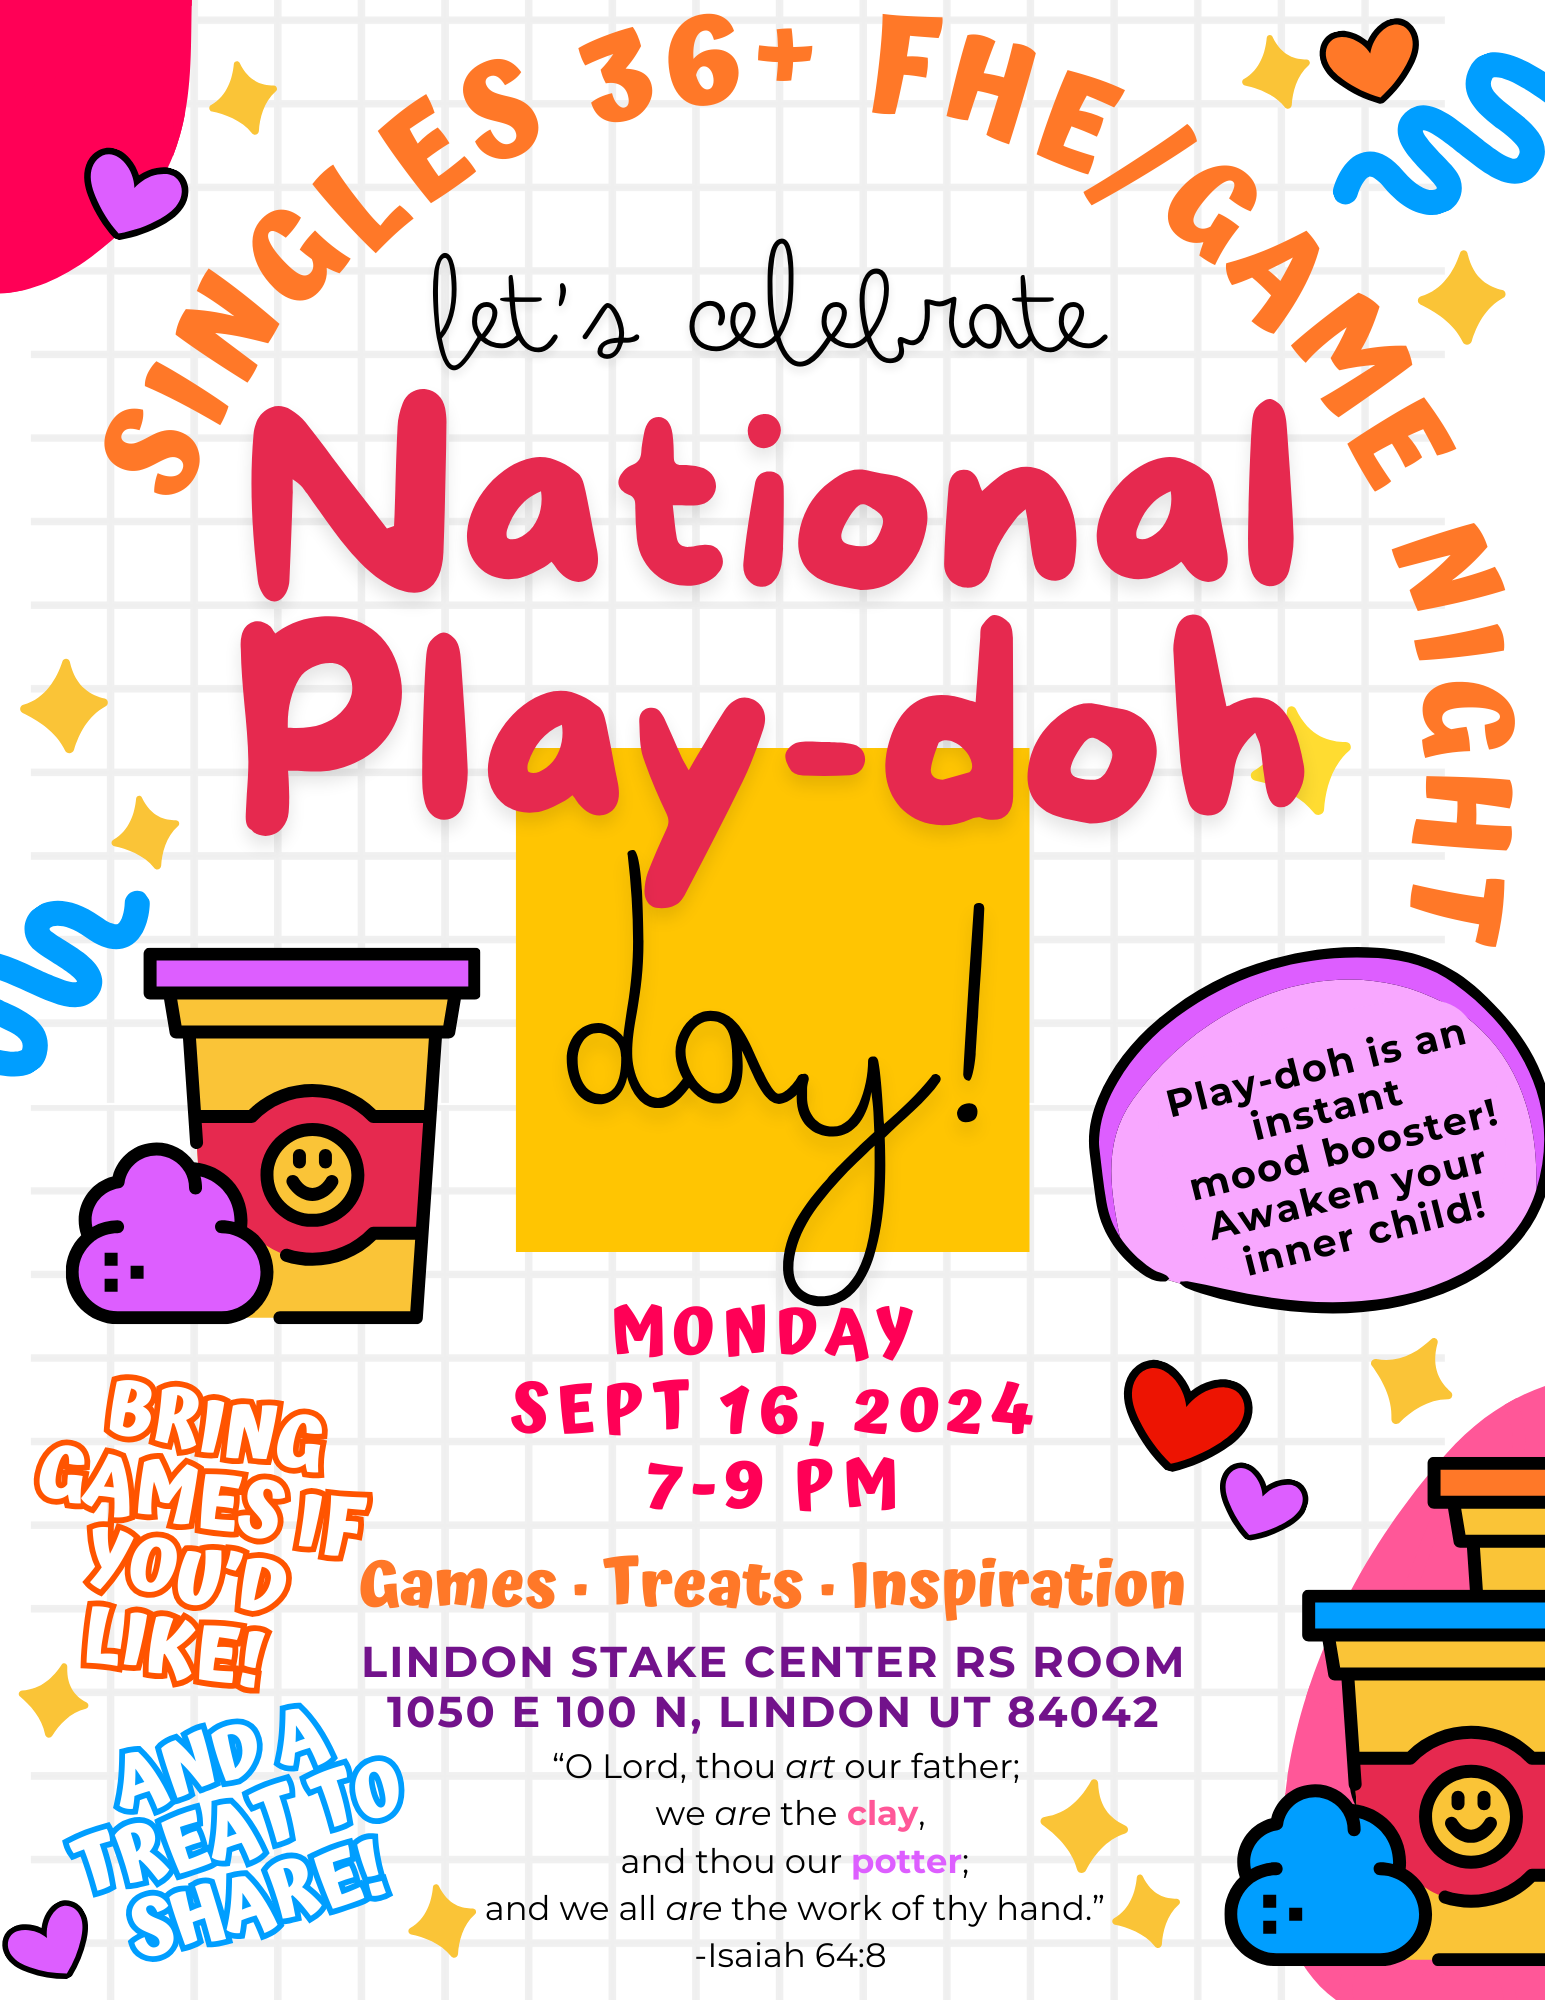 SINGLES 36+ FHE/GAME NIGHT
let's celebrate
National
Play-doh
day!
Play-doh is an
instant
mood booster!
Awaken your
inner child!
MONDAY
SEPT 16, 2024
7-9 PM
BRING
GAMES IF
YOU'D
LIKE!
Games · Treats · Inspiration
LINDON STAKE CENTER RS ROOM
1050 E 100 N, LINDON UT 84042
AND A
TREAT TO
SHARE!
“O Lord, thou art our father;
we are the clay,
and thou our potter;
and we all are the work of thy hand.”
-Isaiah 64:8